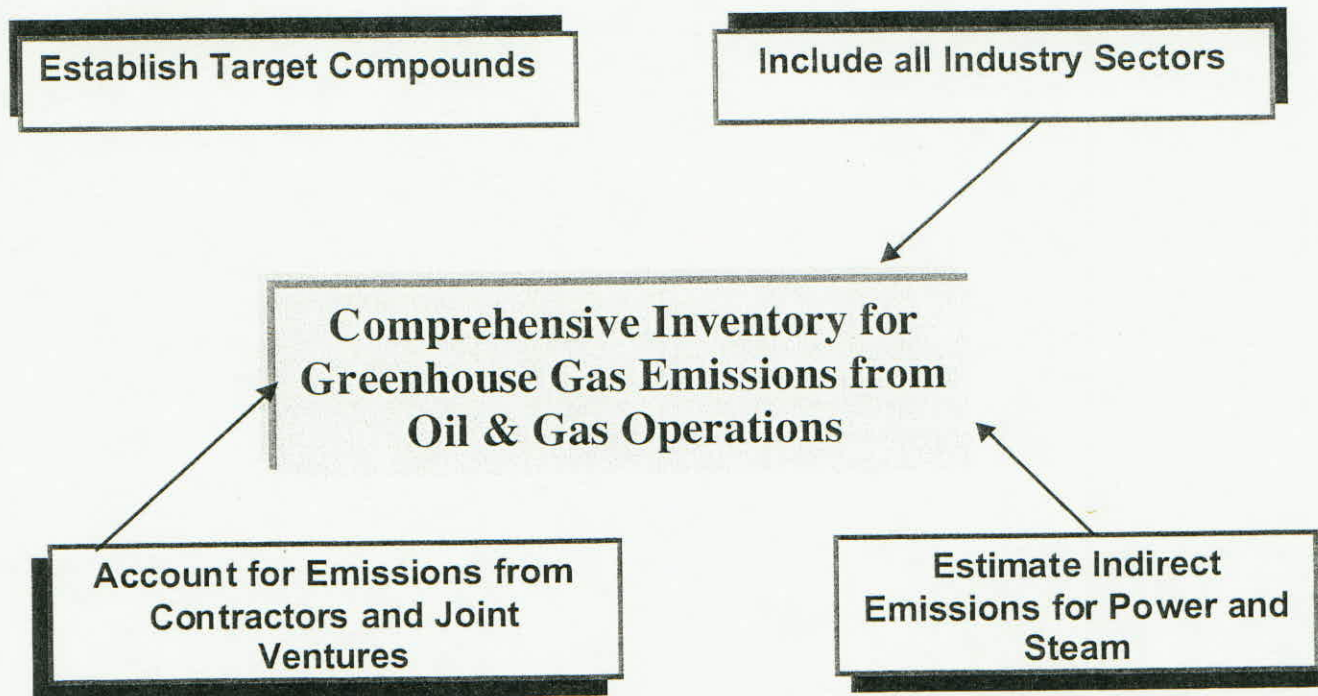 Establish Target Compounds
Include all Industry Sectors
Comprehensive Inventory for
Greenhouse Gas Emissions from
Oil & Gas Operations
Account for Emissions from
Contractors and Joint
Ventures
Estimate Indirect
Emissions for Power and
Steam